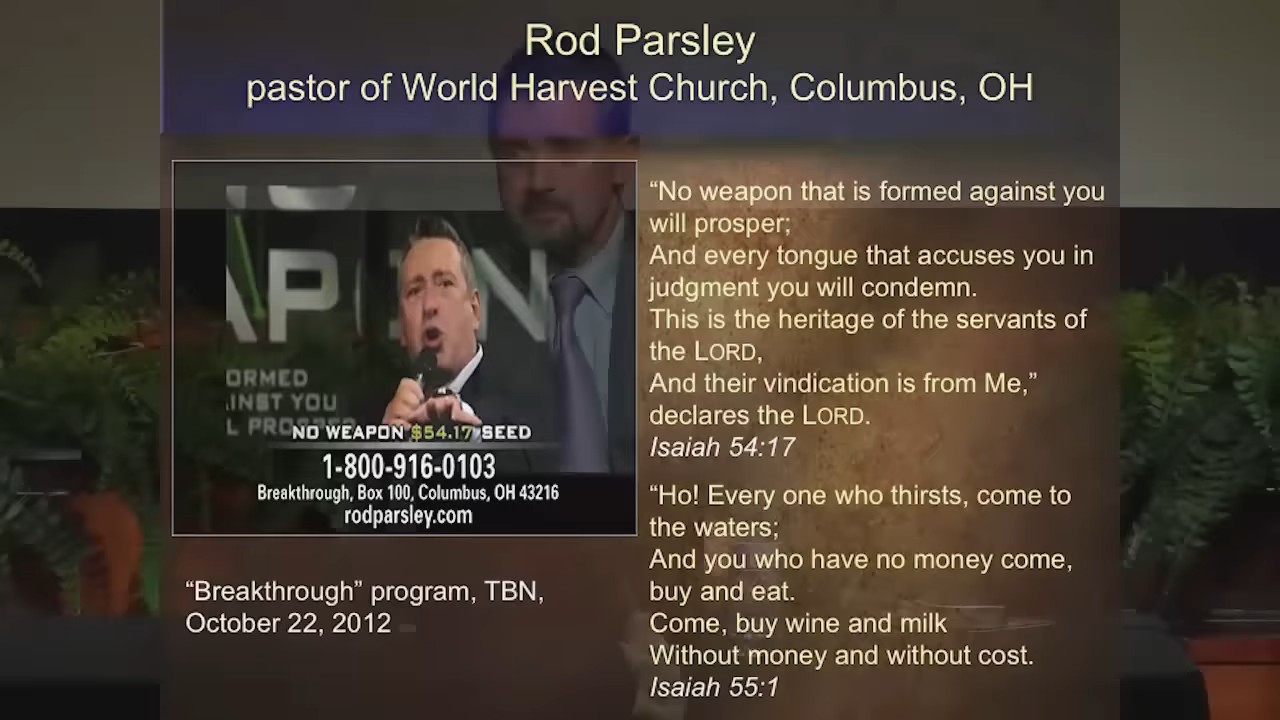 Rod Parsley
pastor of World Harvest Church, Columbus, OH
APON
ORMED
INST YOU
L PROSPER
NO WEAPON $54.17 SEED
1-800-916-0103
Breakthrough, Box 100, Columbus, OH 43216
rodparsley.com
“Breakthrough” program, TBN,
October 22, 2012
“No weapon that is formed against you
will prosper;
And every tongue that accuses you in
judgment you will condemn.
This is the heritage of the servants of
the LORD,
And their vindication is from Me,”
declares the LORD.
Isaiah 54:17
“Ho! Every one who thirsts, come to
the waters;
And you who have no money come,
buy and eat.
Come, buy wine and milk
Without money and without cost.
Isaiah 55:1